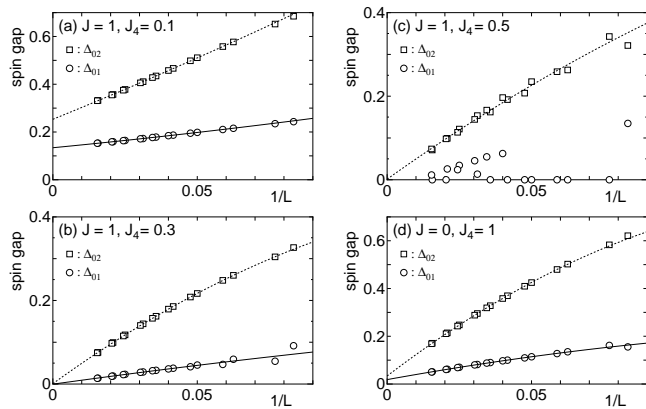 (a) J = 1, J₄= 0.1
□ : Δ₀₂
○ : Δ₀₁
spin gap
0.6
0.4
0.2
0
0
0.05
1/L
(b) J = 1, J₄= 0.3
□ : Δ₀₂
○ : Δ₀₁
spin gap
0.4
0.2
0
0
0.05
1/L
(c) J = 1, J₄= 0.5
□ : Δ₀₂
○ : Δ₀₁
spin gap
0.4
0.2
0
0
0.05
1/L
(d) J = 0, J₄= 1
□ : Δ₀₂
○ : Δ₀₁
spin gap
0.6
0.4
0.2
0
0
0.05
1/L